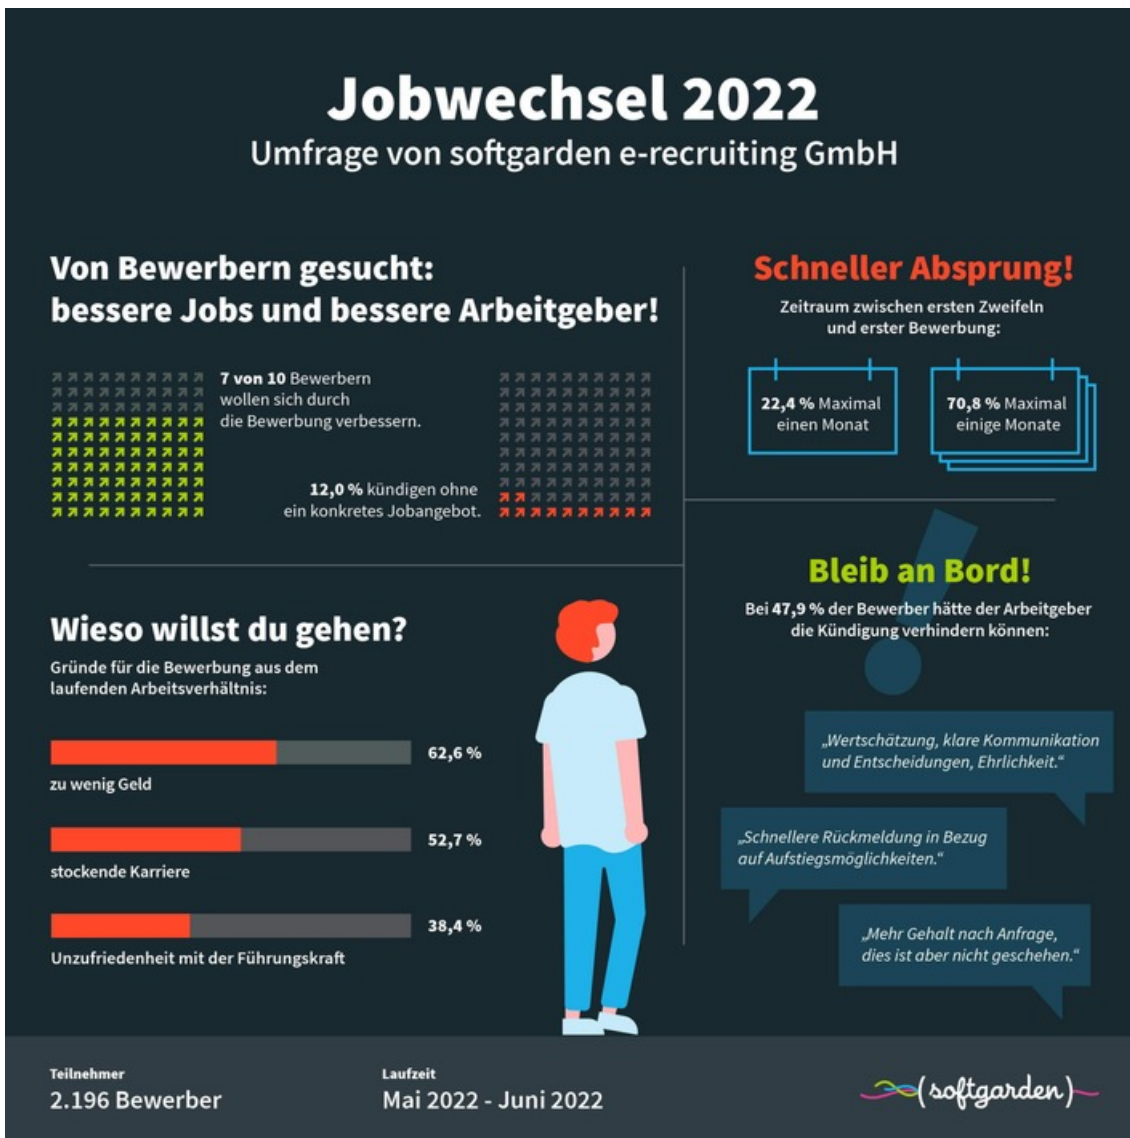 Jobwechsel 2022
Umfrage von softgarden e-recruiting GmbH
Von Bewerbern gesucht:
bessere Jobs und bessere Arbeitgeber!
7 von 10 Bewerbern
wollen sich durch
die Bewerbung verbessern.
12,0 % kündigen ohne
ein konkretes Jobangebot.
Schneller Absprung!
Zeitraum zwischen ersten Zweifeln
und erster Bewerbung:
22,4 % Maximal
einen Monat
70,8 % Maximal
einige Monate
Wieso willst du gehen?
Gründe für die Bewerbung aus dem
laufenden Arbeitsverhältnis:
62,6 %
zu wenig Geld
52,7 %
stockende Karriere
38,4 %
Unzufriedenheit mit der Führungskraft
Bleib an Bord!
Bei 47,9 % der Bewerber hätte der Arbeitgeber
die Kündigung verhindern können:
„Wertschätzung, klare Kommunikation
und Entscheidungen, Ehrlichkeit.“
„Schnellere Rückmeldung in Bezug
auf Aufstiegsmöglichkeiten.“
„Mehr Gehalt nach Anfrage,
dies ist aber nicht geschehen.“
Teilnehmer
2.196 Bewerber
Laufzeit
Mai 2022 - Juni 2022
(softgarden)